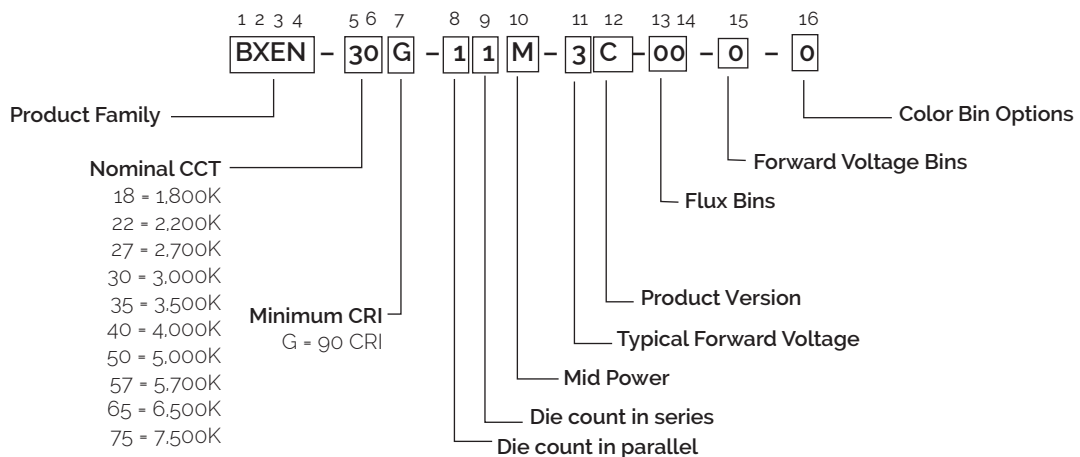 1 2 3 4 5 6 7 8 9 10 11 12 13 14 15 16
BXEN – 30 G – 1 1 M – 3 C – 00 – 0 – 0
Product Family
Color Bin Options
Nominal CCT
18 = 1,800K
22 = 2,200K
27 = 2,700K
30 = 3,000K
35 = 3,500K
40 = 4,000K
50 = 5,000K
57 = 5,700K
65 = 6,500K
75 = 7,500K
Minimum CRI
G = 90 CRI
Forward Voltage Bins
Flux Bins
Product Version
Typical Forward Voltage
Mid Power
Die count in series
Die count in parallel